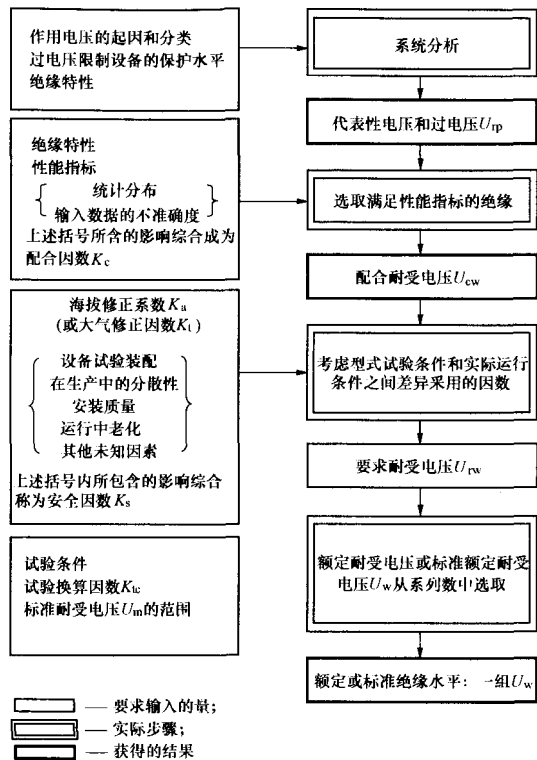 作用电压的起因和分类
过电压限制设备的保护水平
绝缘特性
系统分析
代表性电压和过电压Urp
绝缘特性
性能指标
统计分布
输入数据的不准确度
上述括号所含的影响综合成为
配合因数Kc
选取满足性能指标的绝缘
配合耐受电压Ucw
海拔修正系数Ka
(或大气修正因数Kt)
设备试验装配
在生产中的分散性
安装质量
运行中老化
其他未知因素
上述括号内所包含的影响综合
称为安全因数Ks
考虑型式试验条件和实际运行
条件之间差异采用的因数
要求耐受电压Urw
试验条件
试验换算因数Ktc
标准耐受电压Um的范围
额定耐受电压或标准额定耐受
电压Uw从系列数中选取
额定或标准绝缘水平: 一组Uw
— 要求输入的量;
— 实际步骤;
— 获得的结果